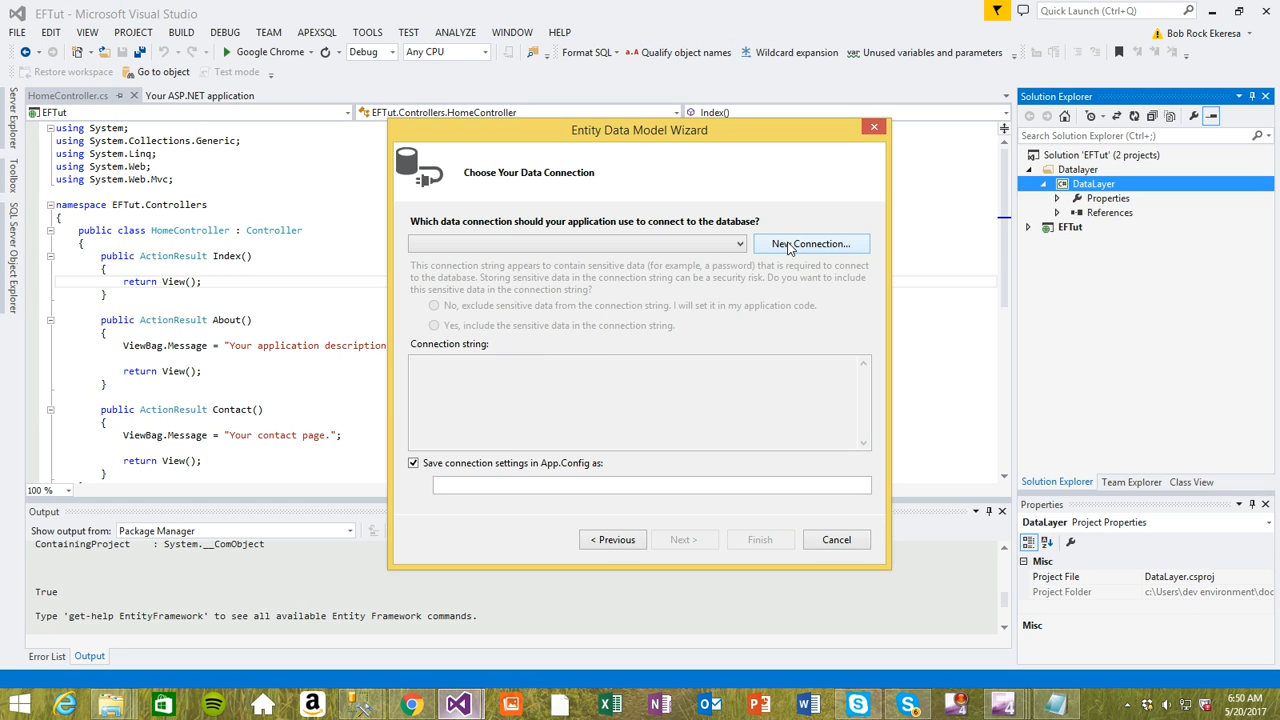 EFTut - Microsoft Visual Studio
Quick Launch (Ctrl+Q)
FILE EDIT VIEW PROJECT BUILD DEBUG TEAM APEXSQL TOOLS TEST ANALYZE WINDOW HELP
Bob Rock Ekeresa
Google Chrome Debug Any CPU Format SQL Qualify object names Wildcard expansion Unused variables and parameters
Restore workspace Go to object Test mode
HomeController.cs Your ASP.NET application
EFTut EFTut.Controllers.HomeController Index()
Server Explorer
Toolbox
SQL Server Object Explorer
using System;
using System.Collections.Generic;
using System.Linq;
using System.Web;
using System.Web.Mvc;
namespace EFTut.Controllers
{
public class HomeController : Controller
{
public ActionResult Index()
{
return View();
}
public ActionResult About()
{
ViewBag.Message = "Your application description
return View();
}
public ActionResult Contact()
{
ViewBag.Message = "Your contact page.";
return View();
}
100 %
Entity Data Model Wizard
Choose Your Data Connection
Which data connection should your application use to connect to the database?
New Connection...
This connection string appears to contain sensitive data (for example, a password) that is required to connect
to the database. Storing sensitive data in the connection string can be a security risk. Do you want to include
this sensitive data in the connection string?
No, exclude sensitive data from the connection string. I will set it in my application code.
Yes, include the sensitive data in the connection string.
Connection string:
Save connection settings in App.Config as:
< Previous Next > Finish Cancel
Solution Explorer
Search Solution Explorer (Ctrl+;)
Solution 'EFTut' (2 projects)
Datalayer
DataLayer
Properties
References
EFTut
Solution Explorer Team Explorer Class View
Properties
DataLayer Project Properties
Misc
Project File DataLayer.csproj
Project Folder c:\Users\dev environment\doc
Misc
Output
Show output from: Package Manager
ContainingProject : System.__ComObject
True
Type 'get-help EntityFramework' to see all available Entity Framework commands.
Error List Output
6:50 AM
5/20/2017